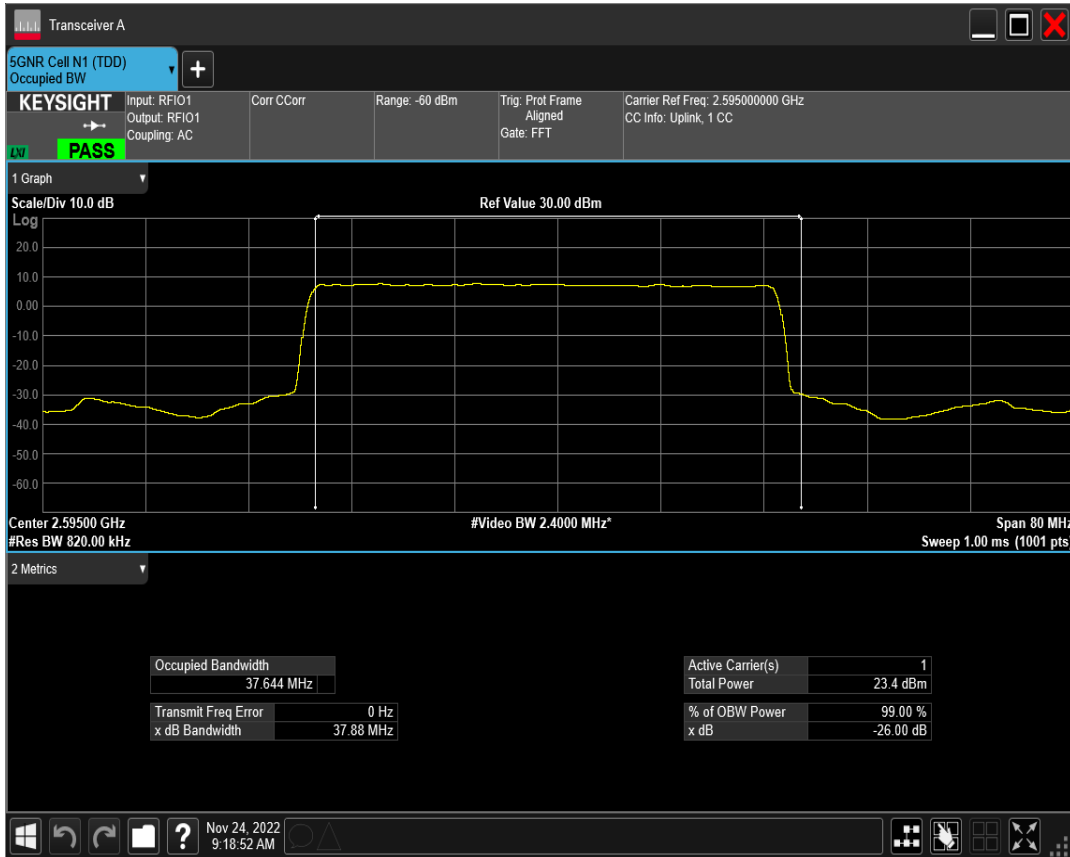 Transceiver A
5GNR Cell N1 (TDD)
Occupied BW
+
KEYSIGHT
LXI
PASS
Input: RFIO1
Output: RFIO1
Coupling: AC
Corr CCorr
Range: -60 dBm
Trig: Prot Frame
Aligned
Gate: FFT
Carrier Ref Freq: 2.595000000 GHz
CC Info: Uplink, 1 CC
1 Graph
Scale/Div 10.0 dB
Ref Value 30.00 dBm
Log
20.0
10.0
0.00
-10.0
-20.0
-30.0
-40.0
-50.0
-60.0
Center 2.59500 GHz
#Video BW 2.4000 MHz*
Span 80 MHz
#Res BW 820.00 kHz
Sweep 1.00 ms (1001 pts)
2 Metrics
Occupied Bandwidth
37.644 MHz
Transmit Freq Error 0 Hz
x dB Bandwidth 37.88 MHz
Active Carrier(s) 1
Total Power 23.4 dBm
% of OBW Power 99.00 %
x dB -26.00 dB
?
Nov 24, 2022
9:18:52 AM